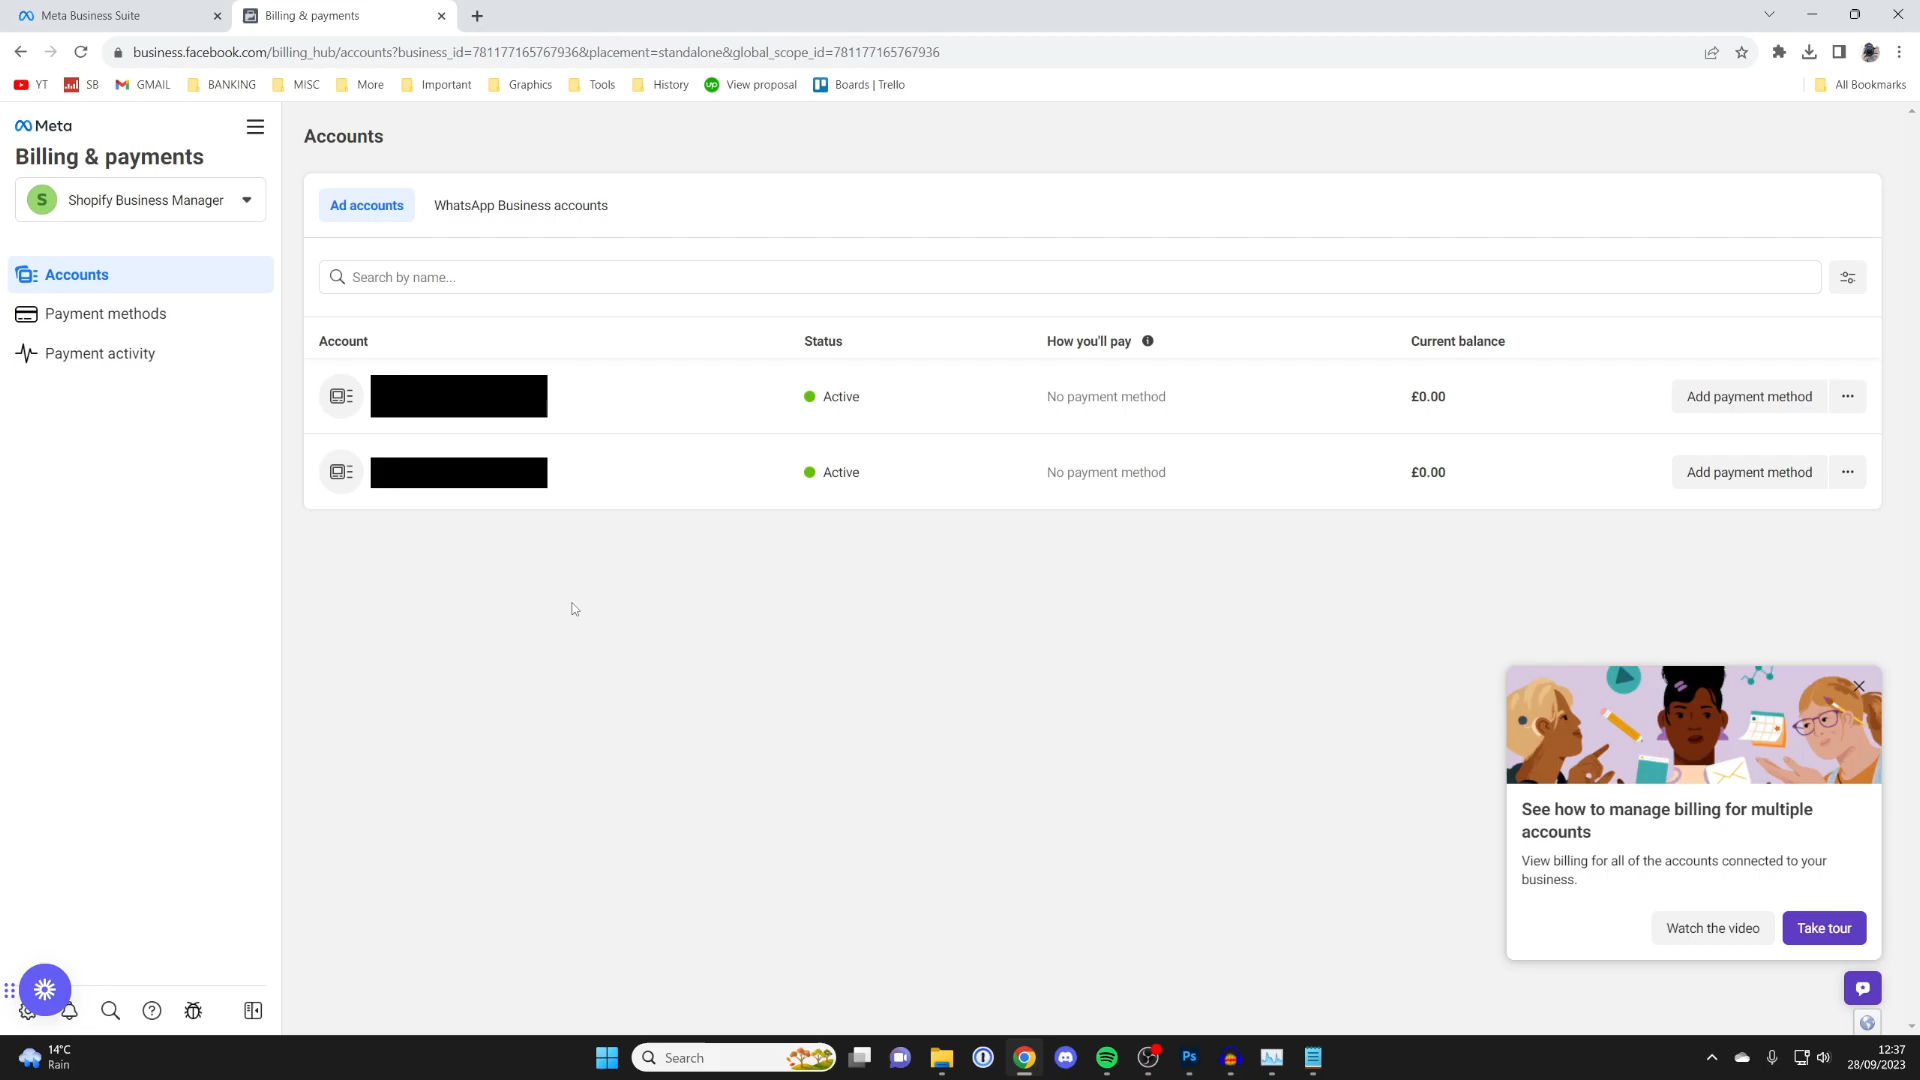 Meta Business Suite
Billing & payments
business.facebook.com/billing_hub/accounts?business_id=781177165767936&placement=standalone&global_scope_id=781177165767936
YT
SB
GMAIL
BANKING
MISC
More
Important
Graphics
Tools
History
View proposal
Boards | Trello
All Bookmarks
Meta
Billing & payments
S
Shopify Business Manager
Accounts
Payment methods
Payment activity
Accounts
Ad accounts
WhatsApp Business accounts
Search by name...
Account
Status
How you'll pay
Current balance
Active
No payment method
£0.00
Add payment method
Active
No payment method
£0.00
Add payment method
See how to manage billing for multiple
accounts
View billing for all of the accounts connected to your
business.
Watch the video
Take tour
14°C
Rain
Search
Ps
12:37
28/09/2023